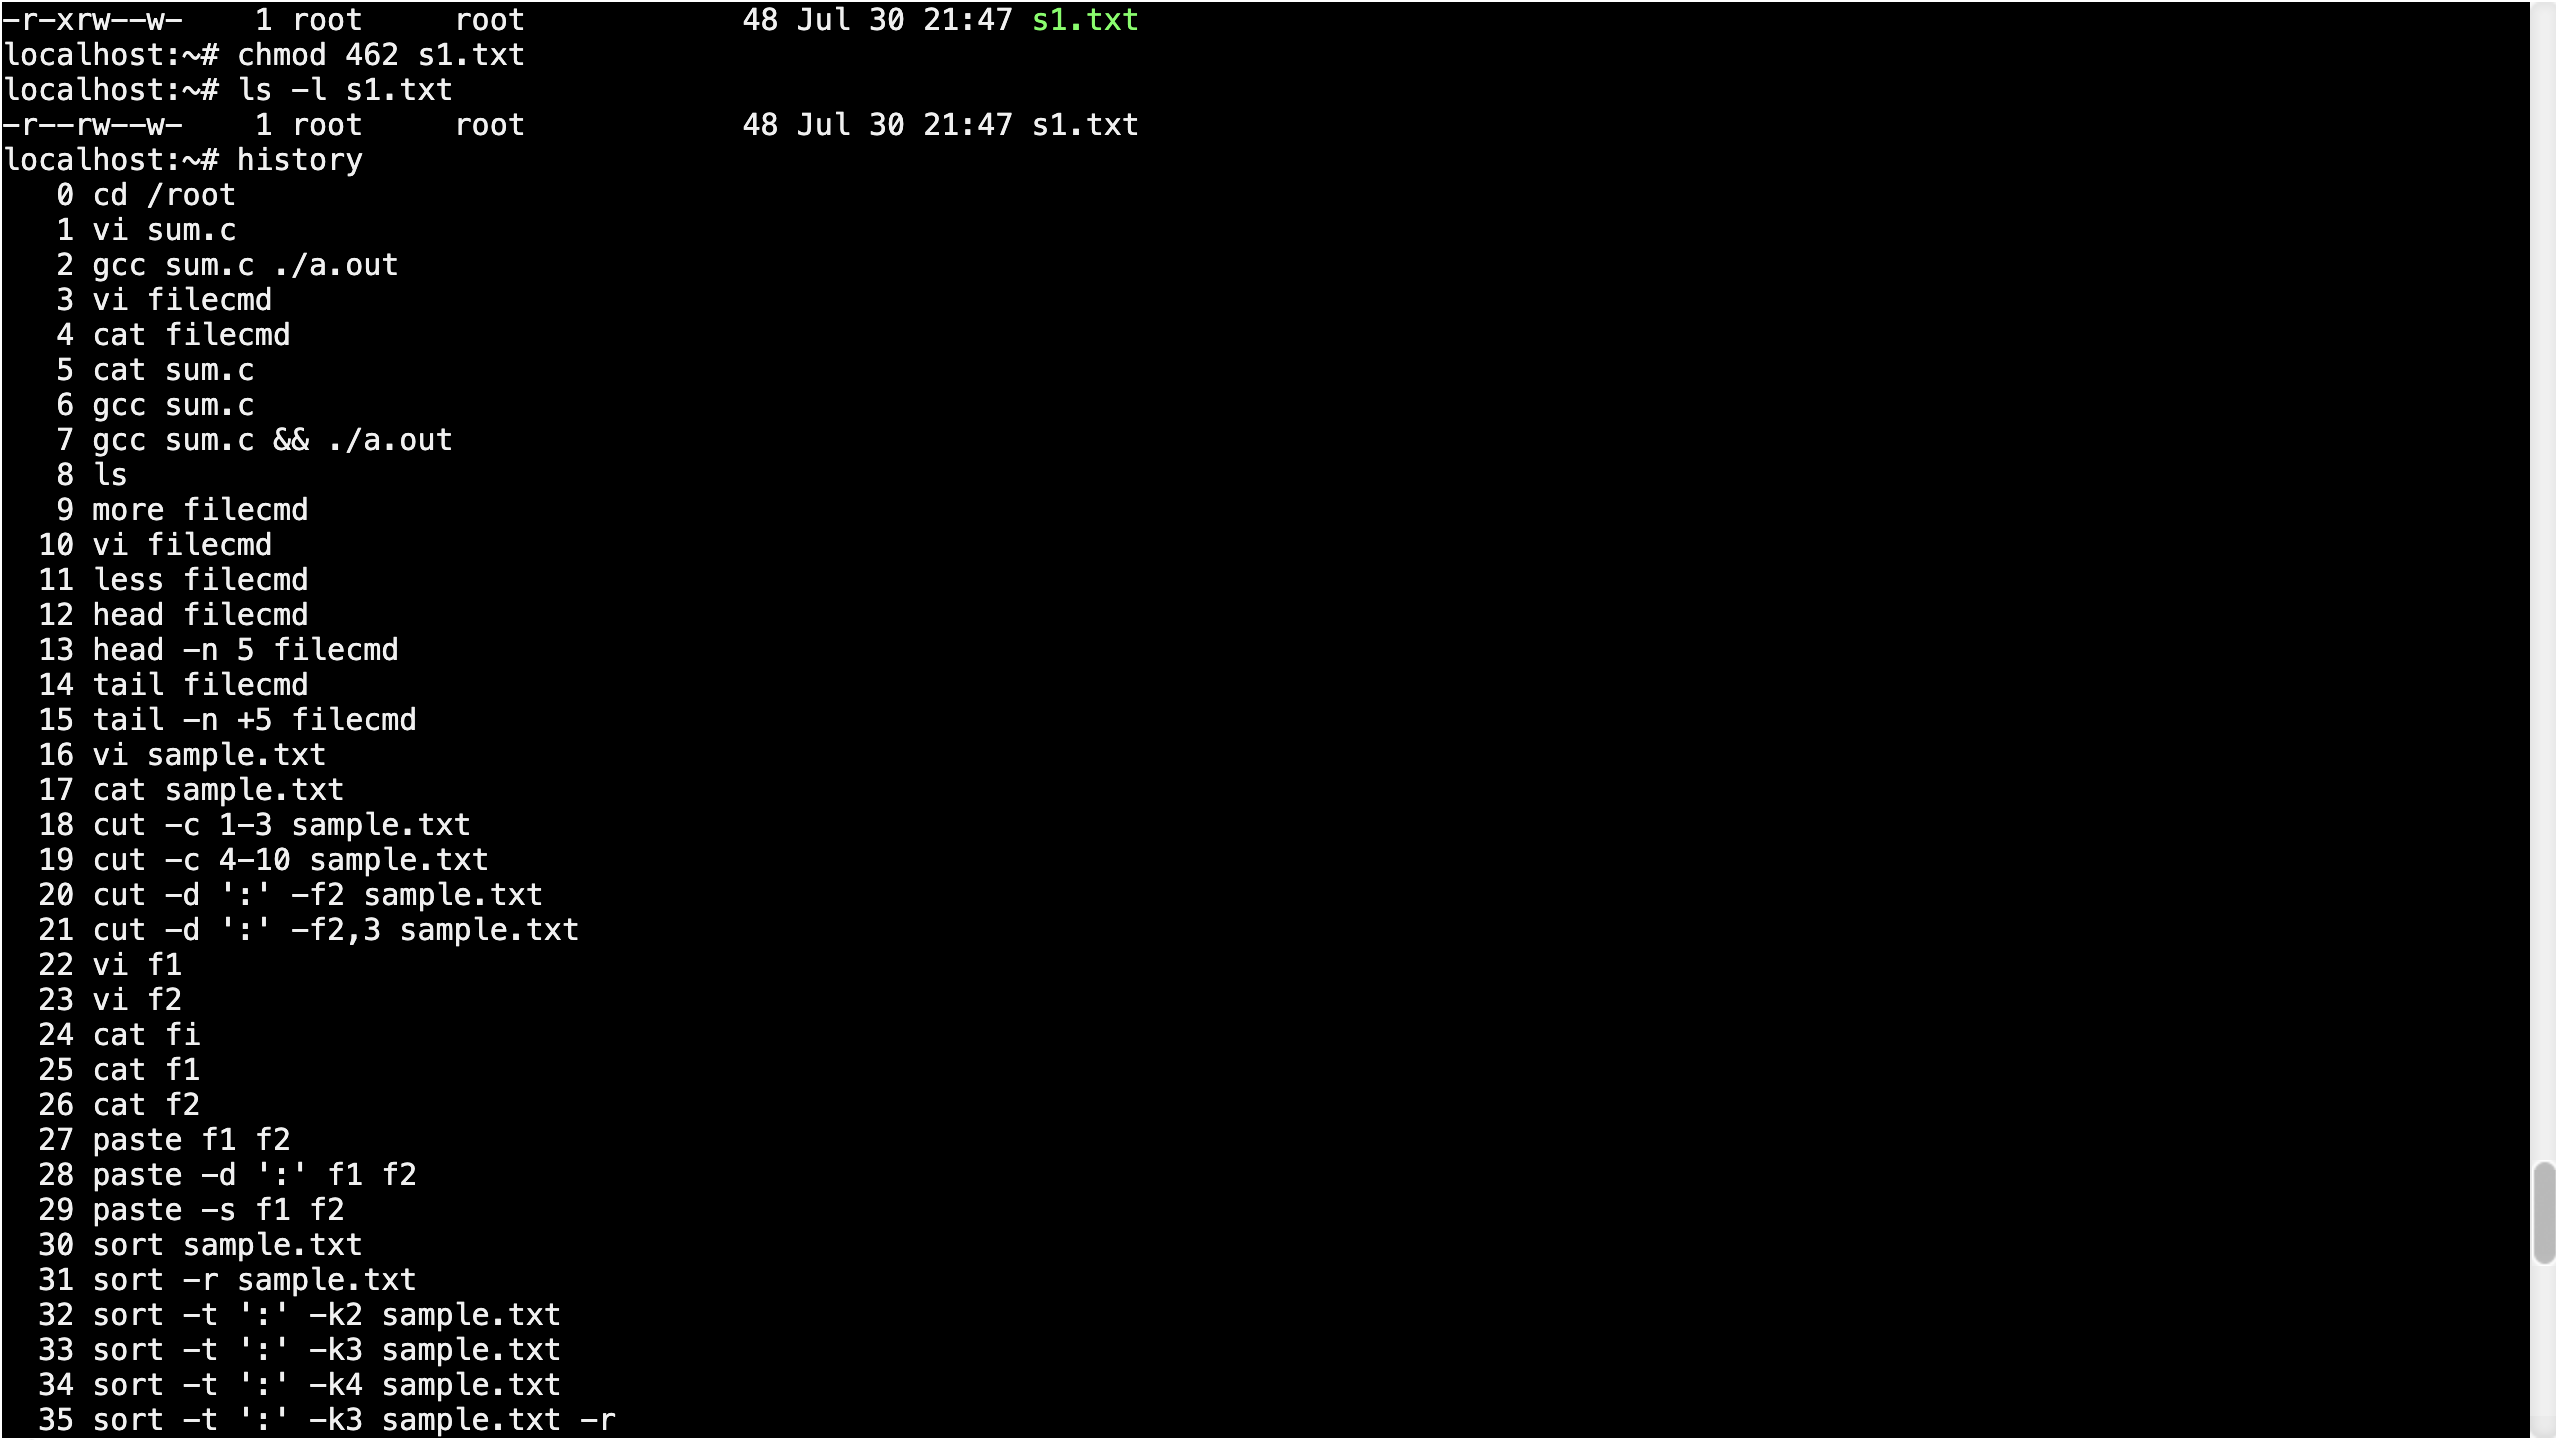 -r-xrw--w-    1 root     root            48 Jul 30 21:47 s1.txt
localhost:~# chmod 462 s1.txt
localhost:~# ls -l s1.txt
-r--rw--w-    1 root     root            48 Jul 30 21:47 s1.txt
localhost:~# history
   0 cd /root
   1 vi sum.c
   2 gcc sum.c ./a.out
   3 vi filecmd
   4 cat filecmd
   5 cat sum.c
   6 gcc sum.c
   7 gcc sum.c && ./a.out
   8 ls
   9 more filecmd
  10 vi filecmd
  11 less filecmd
  12 head filecmd
  13 head -n 5 filecmd
  14 tail filecmd
  15 tail -n +5 filecmd
  16 vi sample.txt
  17 cat sample.txt
  18 cut -c 1-3 sample.txt
  19 cut -c 4-10 sample.txt
  20 cut -d ':' -f2 sample.txt
  21 cut -d ':' -f2,3 sample.txt
  22 vi f1
  23 vi f2
  24 cat fi
  25 cat f1
  26 cat f2
  27 paste f1 f2
  28 paste -d ':' f1 f2
  29 paste -s f1 f2
  30 sort sample.txt
  31 sort -r sample.txt
  32 sort -t ':' -k2 sample.txt
  33 sort -t ':' -k3 sample.txt
  34 sort -t ':' -k4 sample.txt
  35 sort -t ':' -k3 sample.txt -r